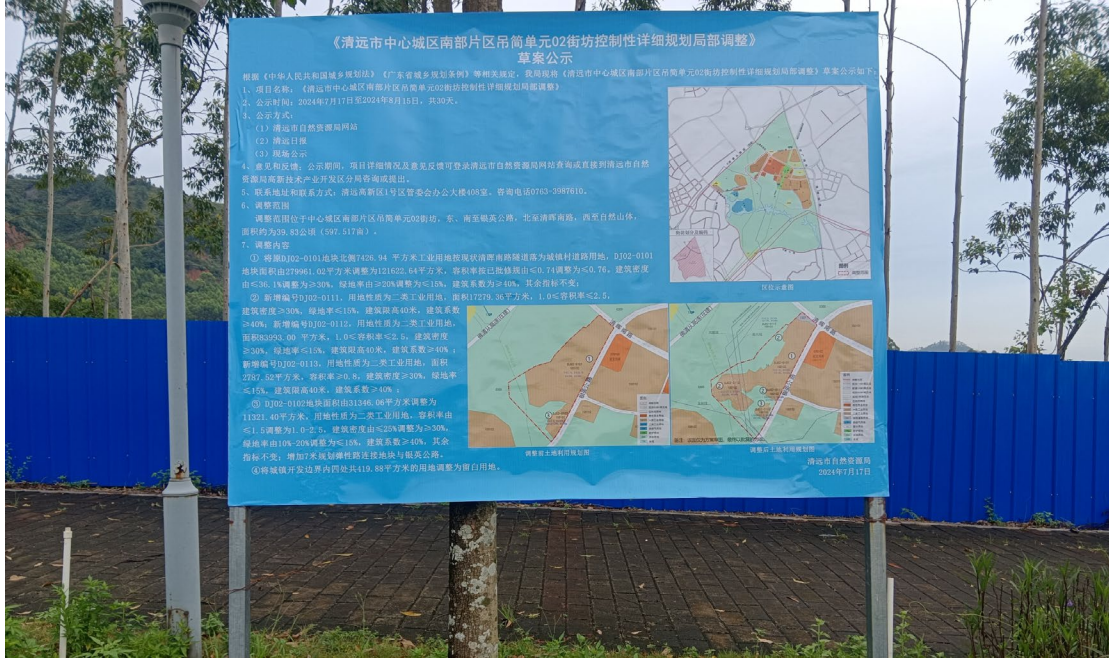 《清远市中心城区南部片区吊简单元02街坊控制性详细规划局部调整》
草案公示
根据《中华人民共和国城乡规划法》《广东省城乡规划条例》等相关规定，我局现将《清远市中心城区南部片区吊简单元02街坊控制性详细规划局部调整》草案公示如下：
1、项目名称：《清远市中心城区南部片区吊简单元02街坊控制性详细规划局部调整》
2、公示时间：2024年7月17日至2024年8月15日，共30天。
3、公示方式：
（1）清远市自然资源局网站
（2）清远日报
（3）现场公示
4、意见和反馈：公示期间，项目详细情况及意见反馈可登录清远市自然资源局网站查询或直接到清远市自然
资源局高新技术产业开发区分局咨询或提出。
5、联系地址和联系方式：清远高新区1号区管委会办公大楼408室，咨询电话0763-3987610。
6、调整范围
调整范围位于中心城区南部片区吊简单元02街坊，东、南至银英公路，北至清晖南路，西至自然山体，
面积约为39.83公顷（597.517亩）。
7、调整内容
① 将原DJ02-0101地块北侧7426.94 平方米工业用地按现状清晖南路隧道落为城镇村道路用地，DJ02-0101
地块面积由279961.02平方米调整为121622.64平方米，容积率按已批修规由≤0.74调整为≤0.76，建筑密度
由≤36.1%调整为≥30%，绿地率由≥20%调整为≤15%，建筑系数为≥40%，其余指标不变；
② 新增编号DJ02-0111，用地性质为二类工业用地，面积17279.36平方米，1.0≤容积率≤2.5，
建筑密度≥30%，绿地率≤15%，建筑限高40米，建筑系数
≥40%；新增编号DJ02-0112，用地性质为二类工业用地，
面积83993.00 平方米，1.0≤容积率≤2.5，建筑密度
≥30%，绿地率≤15%，建筑限高40米，建筑系数≥40%，
新增编号DJ02-0113，用地性质为二类工业用地，面积
2787.52平方米，容积率≥0.8，建筑密度≥30%，绿地率
≤15%，建筑限高40米，建筑系数≥40%，
③ DJ02-0102地块面积由31346.06平方米调整为
11321.40平方米，用地性质为二类工业用地，容积率由
≤1.5调整为1.0-2.5，建筑密度由≤25%调整为≥30%，
绿地率由10%-20%调整为≤15%，建筑系数≥40%，其余
指标不变；增加7米规划弹性路连接地块与银英公路。
④将城镇开发边界内四处共419.88平方米的用地调整为留白用地。
区位示意图
调整前土地利用规划图
调整后土地利用规划图
清远市自然资源局
2024年7月17日